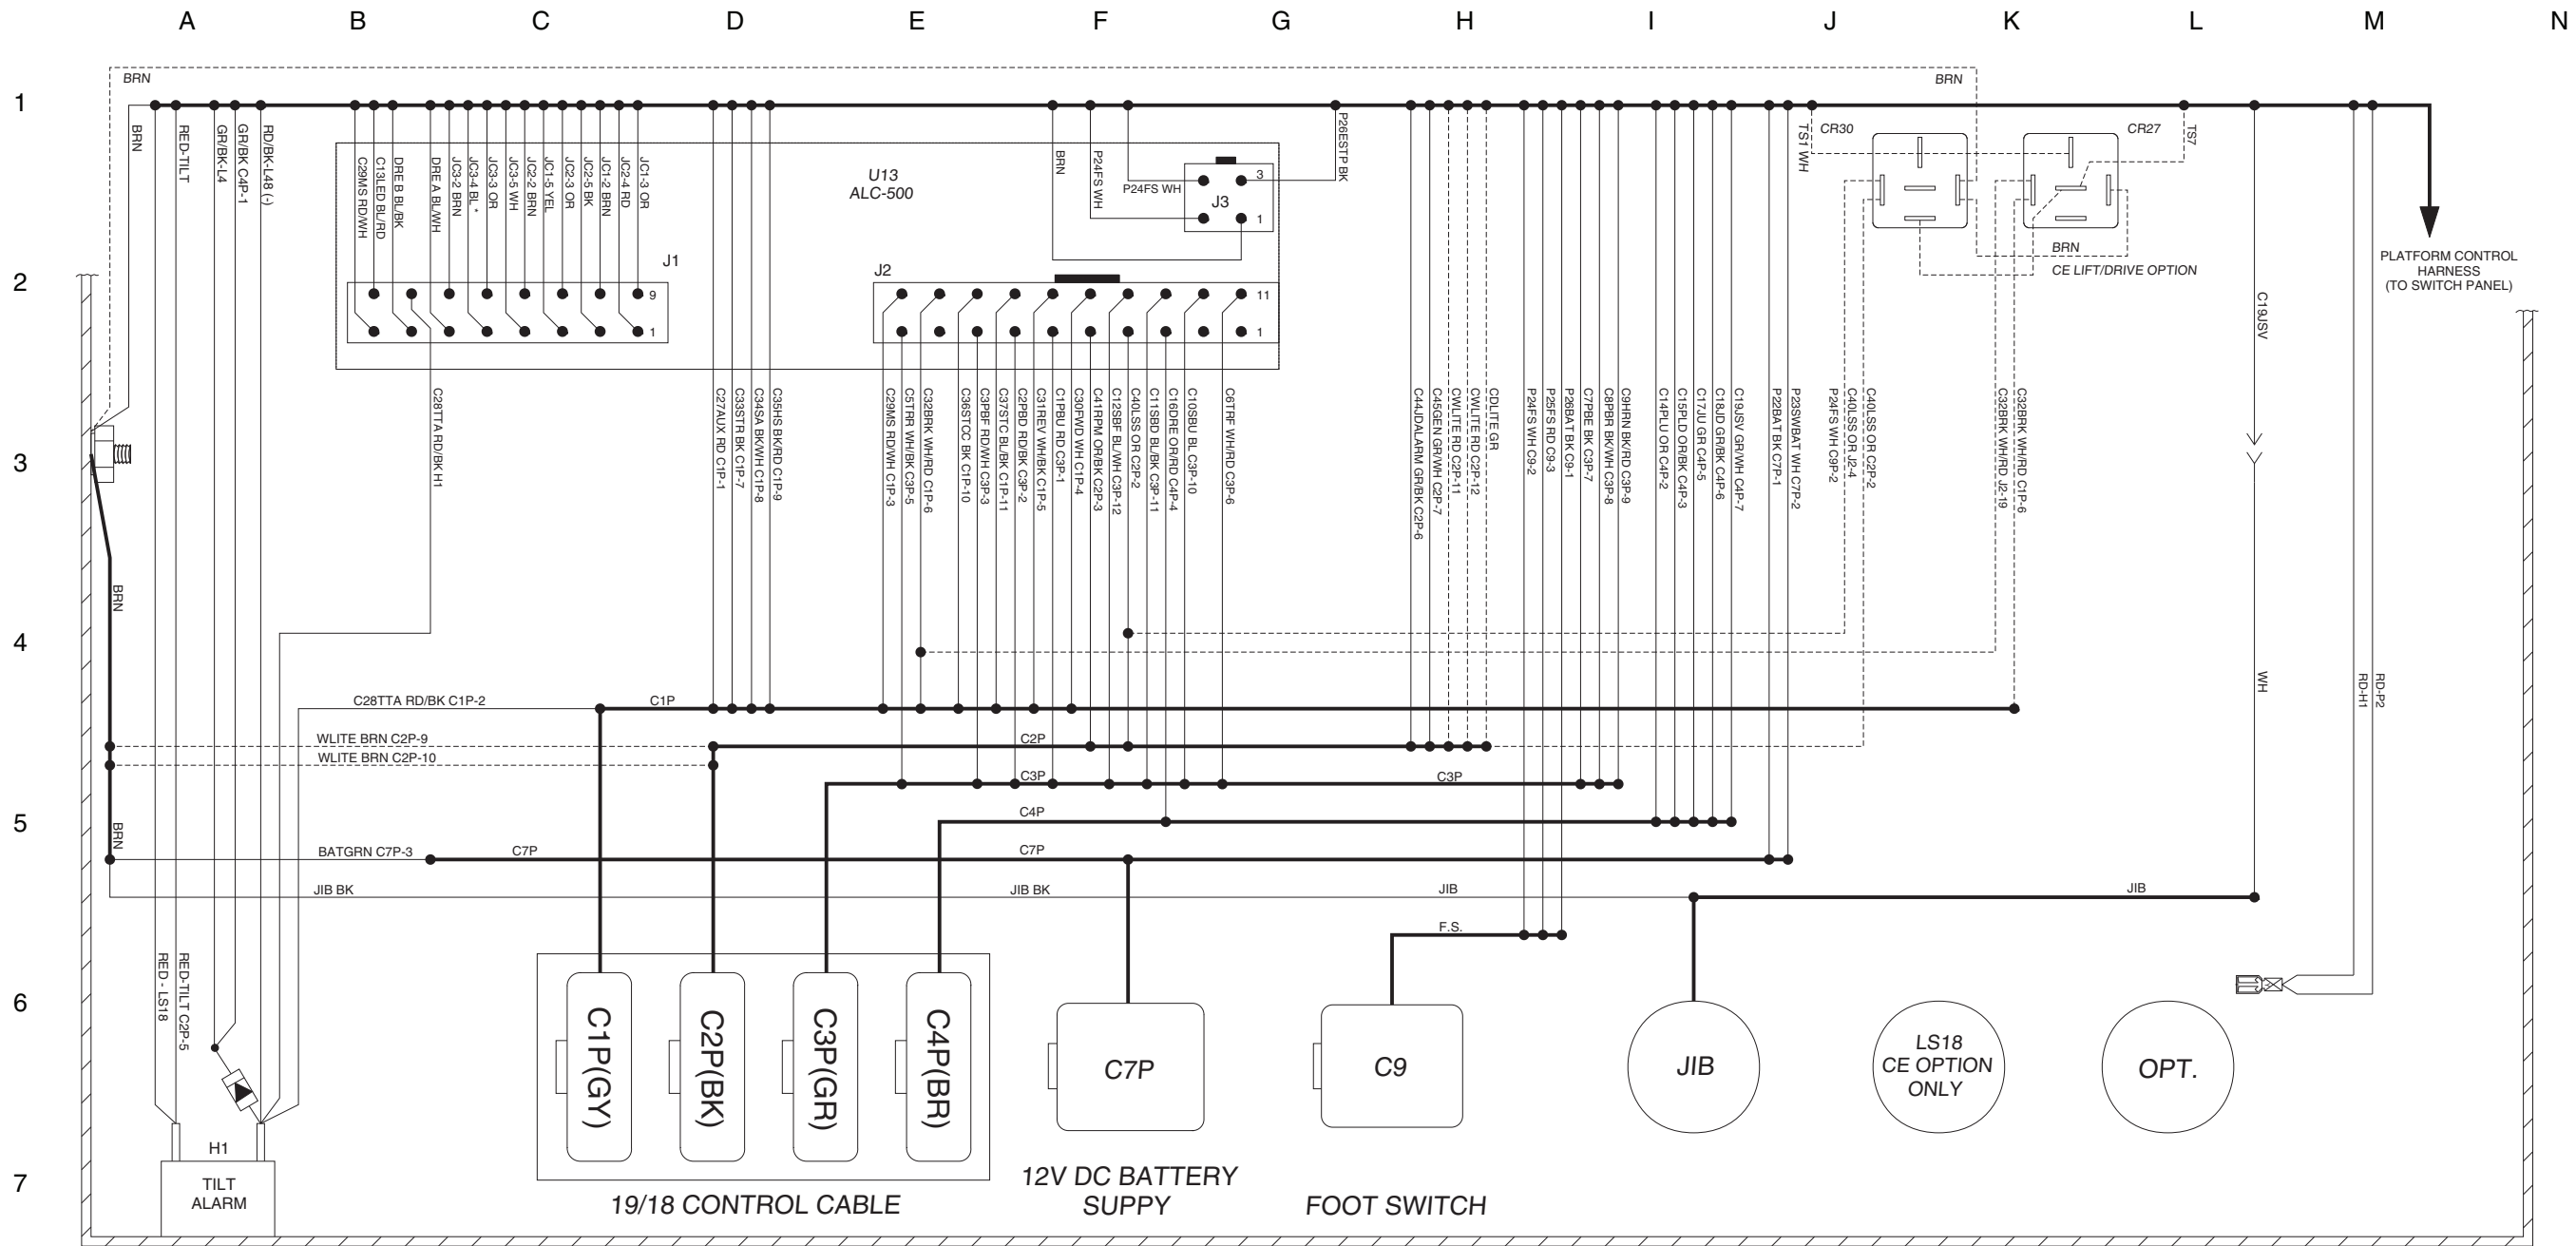 A B C D E F G H I J K L M N
1
2
3
4
5
6
7
BRN
BRN
BRN
RED-TILT
GR/BK-L4
GR/BK C4P-1
RD/BK-L48 (-)
C29MS RD/WH
C13LED BL/RD
DRE B BL/BK
DRE A BL/WH
JC3-2 BRN
JC3-4 BL *
JC3-3 OR
JC3-5 WH
JC2-2 BRN
JC1-5 YEL
JC2-3 OR
JC2-5 BK
JC1-2 BRN
JC2-4 RD
JC1-3 OR
J1
9
1
U13
ALC-500
BRN
P24FS WH
P24FS WH
J3
3
1
P26ESTP BK
J2
11
1
TS1 WH
CR30
CR27
TS7
BRN
CE LIFT/DRIVE OPTION
C19JSV
PLATFORM CONTROL
HARNESS
(TO SWITCH PANEL)
C28TTA RD/BK H1
C27AUX RD C1P-1
C33STR BK C1P-7
C34SA BK/WH C1P-8
C35HS BK/RD C1P-9
C29MS RD/WH C1P-3
C5TRR WH/BK C3P-5
C32BRK WH/RD C1P-6
C36STCC BK C1P-10
C3PBF RD/WH C3P-3
C37STC BL/BK C1P-11
C2PBD RD/BK C3P-2
C31REV WH/BK C1P-5
C1PBU RD C3P-1
C30FWD WH C1P-4
C41RPM OR/BK C2P-3
C12SBF BL/WH C3P-12
C40LSS OR C2P-2
C11SBD BL/BK C3P-11
C16DRE OR/RD C4P-4
C10SBU BL C3P-10
C6TRF WH/RD C3P-6
C44JDALARM GR/BK C2P-6
C45GEN GR/WH C2P-7
CWLITE RD C2P-11
CWLITE RD C2P-12
CDLITE GR
P24FS WH C9-2
P25FS RD C9-3
P26BAT BK C9-1
C7PBE BK C3P-7
C8PBR BK/WH C3P-8
C9HRN BK/RD C3P-9
C14PLU OR C4P-2
C15PLD OR/BK C4P-3
C17JU GR C4P-5
C18JD GR/BK C4P-6
C19JSV GR/WH C4P-7
P22BAT BK C7P-1
P23SWBAT WH C7P-2
P24FS WH C9P-2
C40LSS OR J2-4
C40LSS OR C2P-2
C32BRK WH/RD J2-19
C32BRK WH/RD C1P-6
BRN
WH
RD-H1
RD-P2
C28TTA RD/BK C1P-2
C1P
WLITE BRN C2P-9
C2P
WLITE BRN C2P-10
C3P
C3P
C4P
BRN
BATGRN C7P-3
C7P
C7P
JIB BK
JIB BK
JIB
JIB
F.S.
RED - LS18
RED-TILT C2P-5
C1P(GY)
C2P(BK)
C3P(GR)
C4P(BR)
C7P
C9
JIB
LS18
CE OPTION
ONLY
OPT.
H1
TILT
ALARM
19/18 CONTROL CABLE
12V DC BATTERY
SUPPLY
FOOT SWITCH